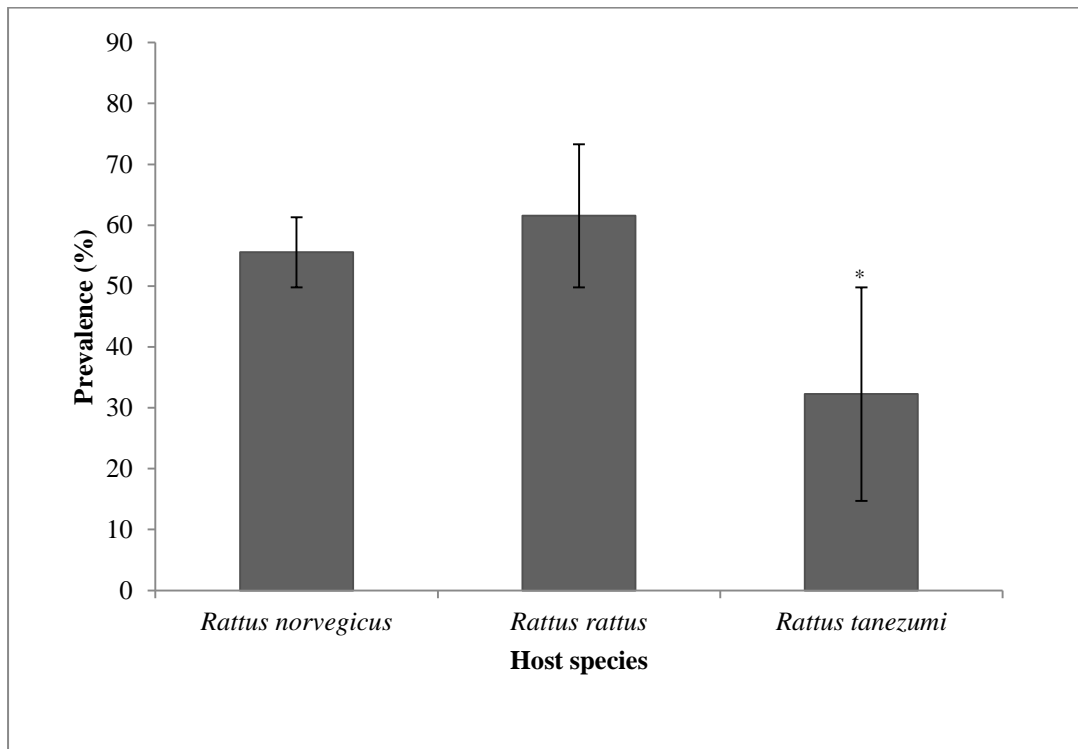 90
80
70
60
50
40
30
20
10
0
Prevalence (%)
*
Rattus norvegicus
Rattus rattus
Rattus tanezumi
Host species